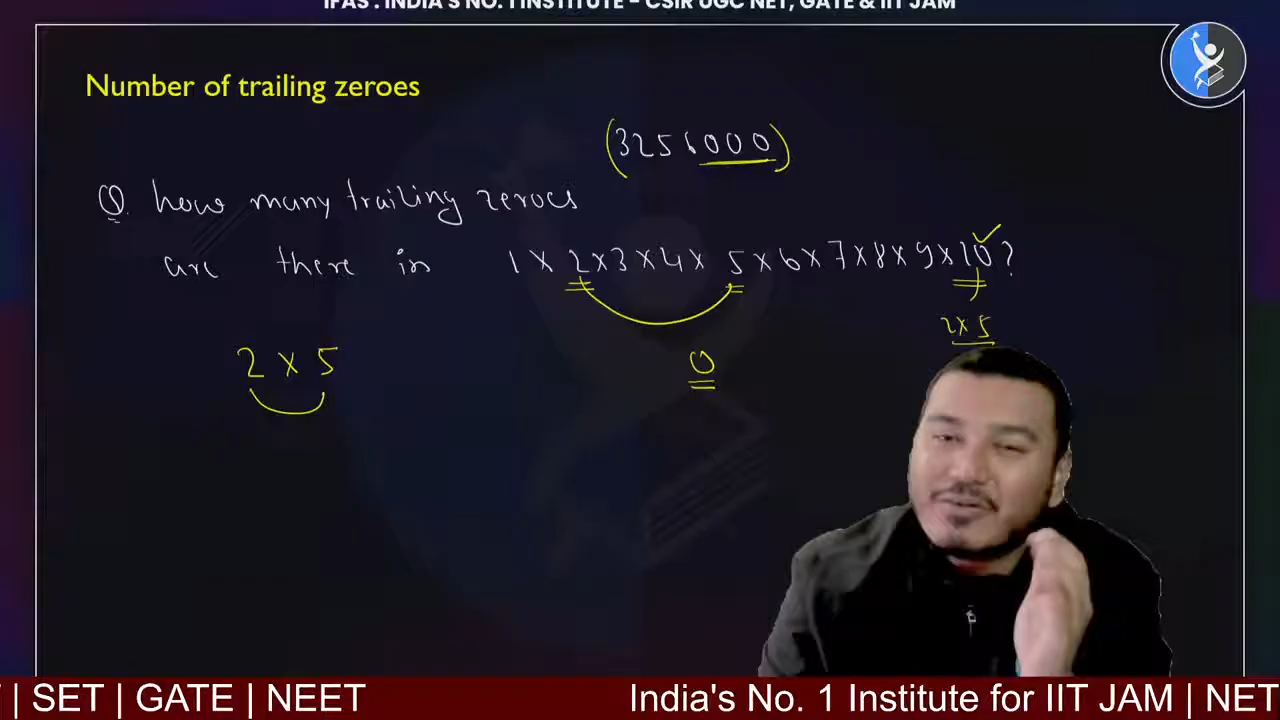 IFAS: INDIA'S NO. 1 INSTITUTE - CSIR UGC NET, GATE & IIT JAM
Number of trailing zeroes
(3256000)
Q. how many trailing zeroes
are there in 1 × 2 × 3 × 4 × 5 × 6 × 7 × 8 × 9 × 10 ?
2 × 5
2 × 5
0
| SET | GATE | NEET India's No. 1 Institute for IIT JAM | NET